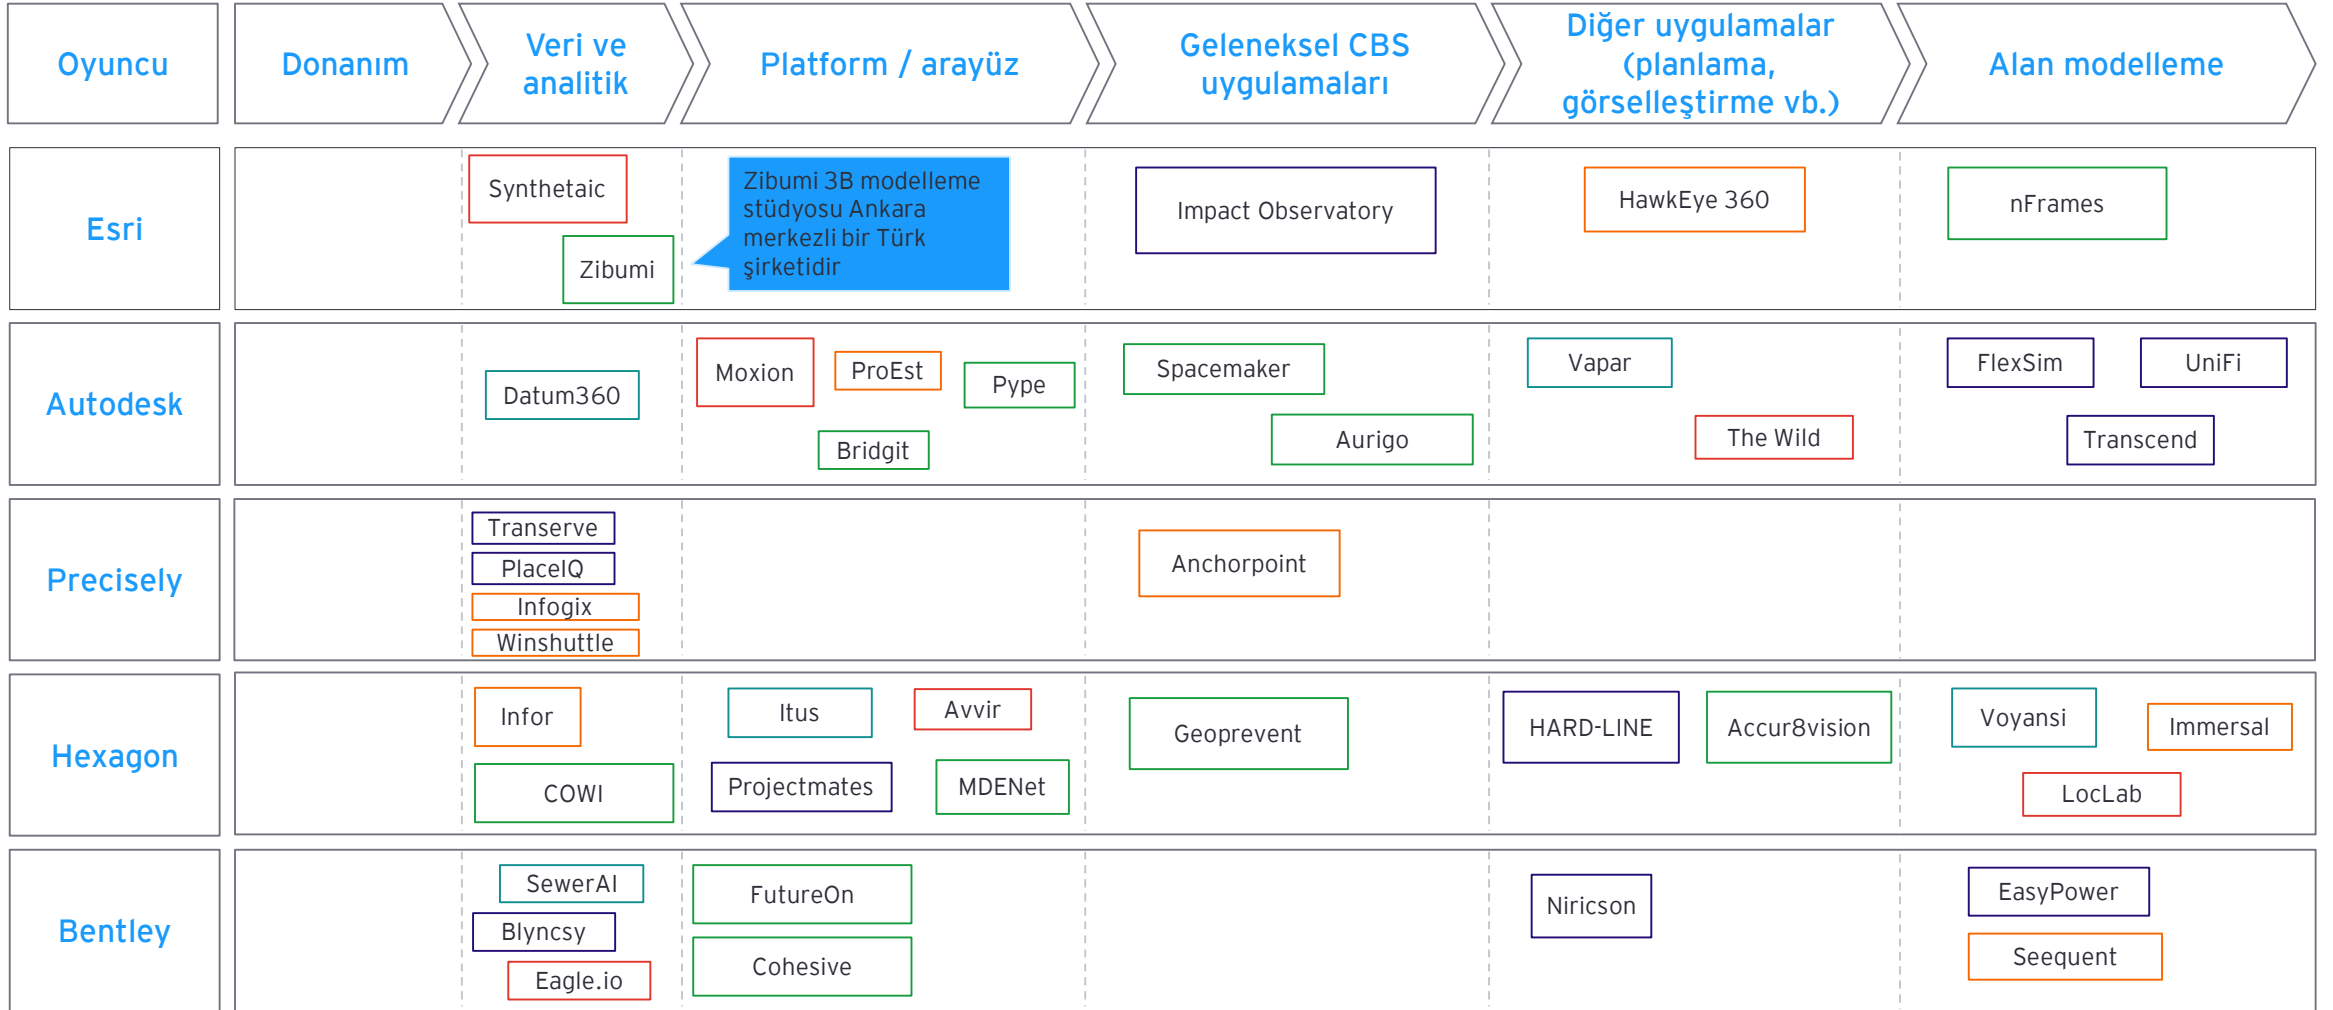 Oyuncu
Donanım
Veri ve
analitik
Platform / arayüz
Geleneksel CBS
uygulamaları
Diğer uygulamalar
(planlama,
görselleştirme vb.)
Alan modelleme
Esri
Synthetaic
Zibumi
Zibumi 3B modelleme
stüdyosu Ankara
merkezli bir Türk
şirketidir
Impact Observatory
HawkEye 360
nFrames
Autodesk
Datum360
Moxion
ProEst
Pype
Bridgit
Spacemaker
Aurigo
Vapar
The Wild
FlexSim
UniFi
Transcend
Precisely
Transerve
PlaceIQ
Infogix
Winshuttle
Anchorpoint
Hexagon
Infor
COWI
Itus
Avvir
Projectmates
MDENet
Geoprevent
HARD-LINE
Accur8vision
Voyansi
Immersal
LocLab
Bentley
SewerAI
Blyncsy
Eagle.io
FutureOn
Cohesive
Niricson
EasyPower
Seequent